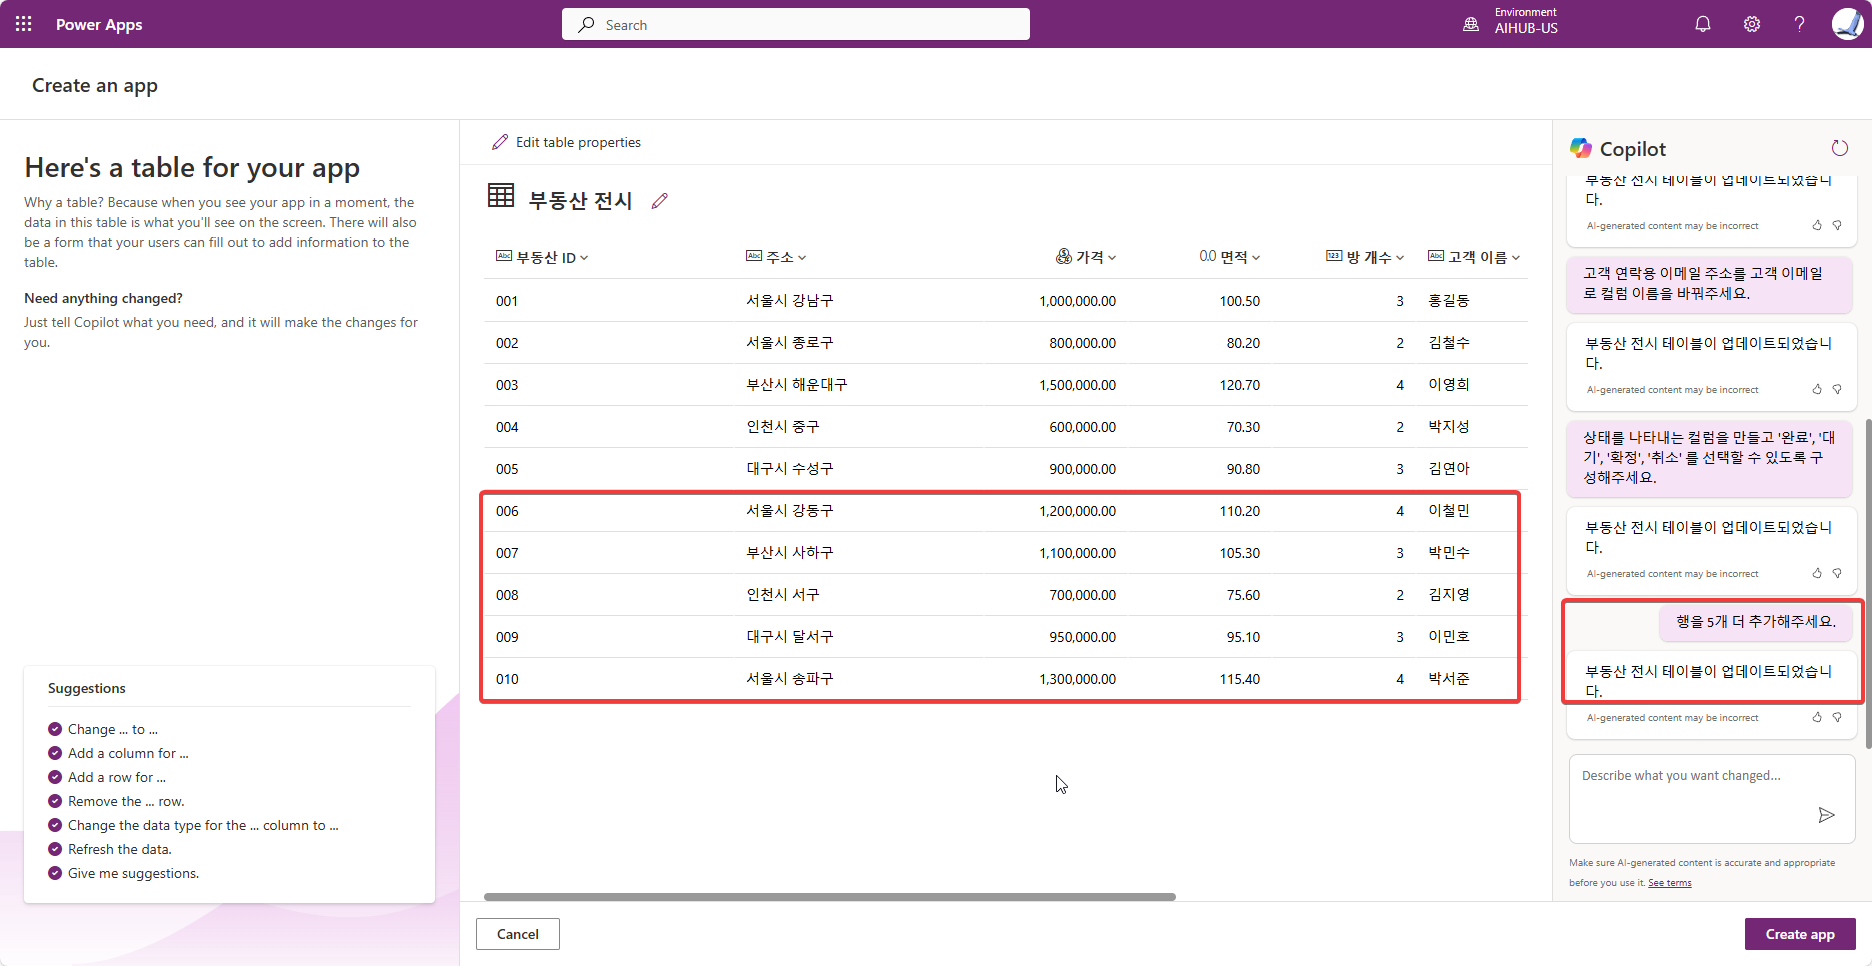 Power Apps
Search
Environment
AIHUB-US
Create an app
Here's a table for your app
Why a table? Because when you see your app in a moment, the
data in this table is what you'll see on the screen. There will also
be a form that your users can fill out to add information to the
table.
Need anything changed?
Just tell Copilot what you need, and it will make the changes for
you.
Suggestions
Change ... to ...
Add a column for ...
Add a row for ...
Remove the ... row.
Change the data type for the ... column to ...
Refresh the data.
Give me suggestions.
Edit table properties
부동산 전시
Abc 부동산 ID Abc 주소 가격 0.0 면적 123 방 개수 Abc 고객 이름
001 서울시 강남구 1,000,000.00 100.50 3 홍길동
002 서울시 종로구 800,000.00 80.20 2 김철수
003 부산시 해운대구 1,500,000.00 120.70 4 이영희
004 인천시 중구 600,000.00 70.30 2 박지성
005 대구시 수성구 900,000.00 90.80 3 김연아
006 서울시 강동구 1,200,000.00 110.20 4 이철민
007 부산시 사하구 1,100,000.00 105.30 3 박민수
008 인천시 서구 700,000.00 75.60 2 김지영
009 대구시 달서구 950,000.00 95.10 3 이민호
010 서울시 송파구 1,300,000.00 115.40 4 박서준
Cancel
Copilot
부동산 전시 테이블이 업데이트되었습니
다.
AI-generated content may be incorrect
고객 연락용 이메일 주소를 고객 이메일
로 컬럼 이름을 바꿔주세요.
부동산 전시 테이블이 업데이트되었습니
다.
AI-generated content may be incorrect
상태를 나타내는 컬럼을 만들고 '완료', '대
기', '확정', '취소' 를 선택할 수 있도록 구
성해주세요.
부동산 전시 테이블이 업데이트되었습니
다.
AI-generated content may be incorrect
행을 5개 더 추가해주세요.
부동산 전시 테이블이 업데이트되었습니
다.
AI-generated content may be incorrect
Describe what you want changed...
Make sure AI-generated content is accurate and appropriate
before you use it. See terms
Create app